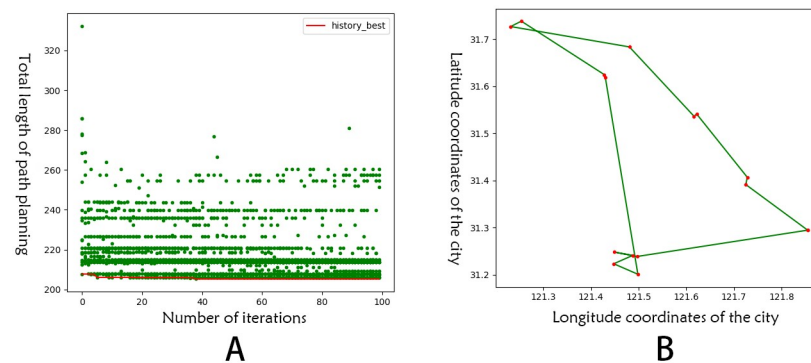 history_best
320
300
280
260
240
220
200
0 20 40 60 80 100
Total length of path planning
Number of iterations
A
31.7
31.6
31.5
31.4
31.3
31.2
121.3 121.4 121.5 121.6 121.7 121.8
Latitude coordinates of the city
Longitude coordinates of the city
B